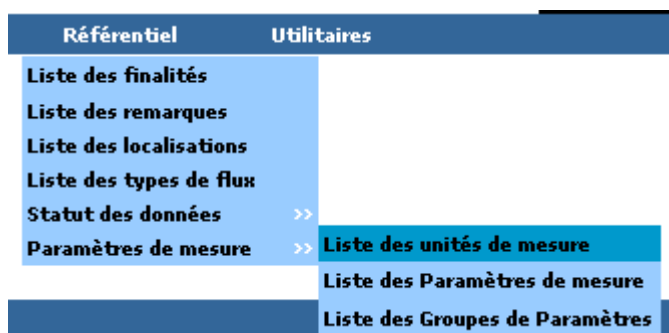 Référentiel Utilitaires
Liste des finalités
Liste des remarques
Liste des localisations
Liste des types de flux
Statut des données >>
Paramètres de mesure >> Liste des unités de mesure
Liste des Paramètres de mesure
Liste des Groupes de Paramètres